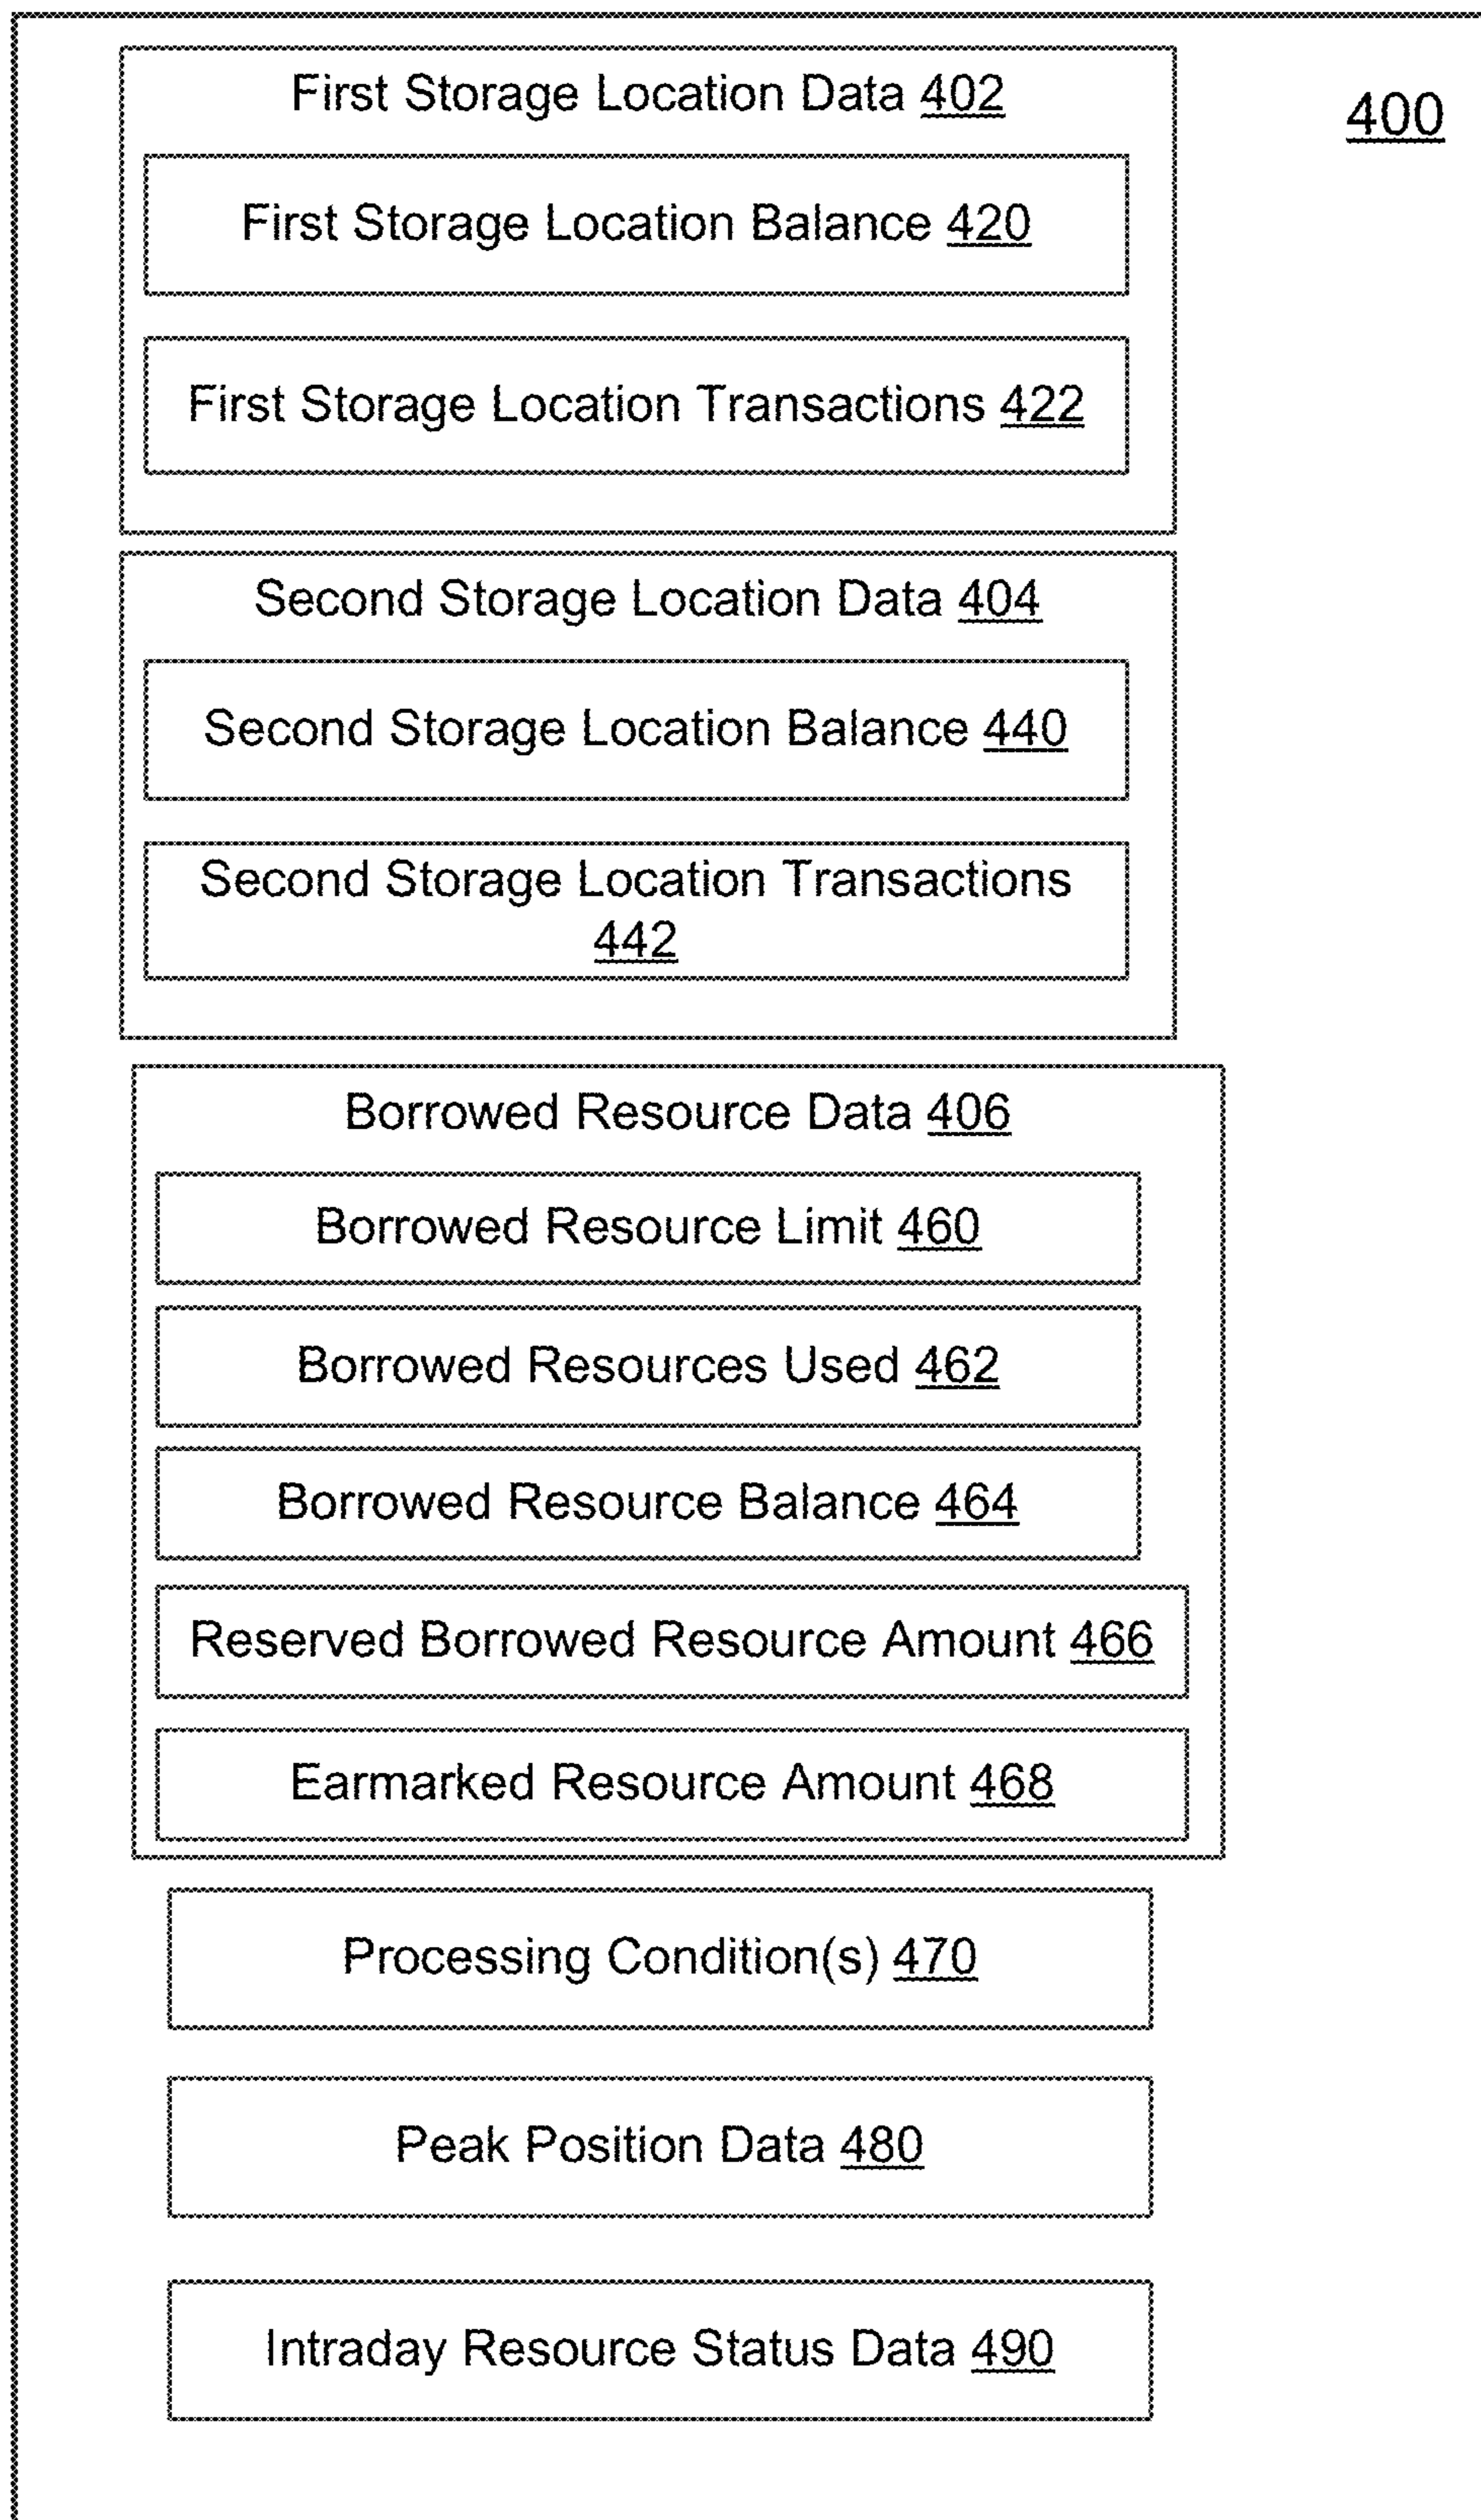 First Storage Location Data 402
400
First Storage Location Balance 420
First Storage Location Transactions 422
Second Storage Location Data 404
Second Storage Location Balance 440
Second Storage Location Transactions
442
Borrowed Resource Data 406
Borrowed Resource Limit 460
Borrowed Resources Used 462
Borrowed Resource Balance 464
Reserved Borrowed Resource Amount 466
Earmarked Resource Amount 468
Processing Condition(s) 470
Peak Position Data 480
Intraday Resource Status Data 490